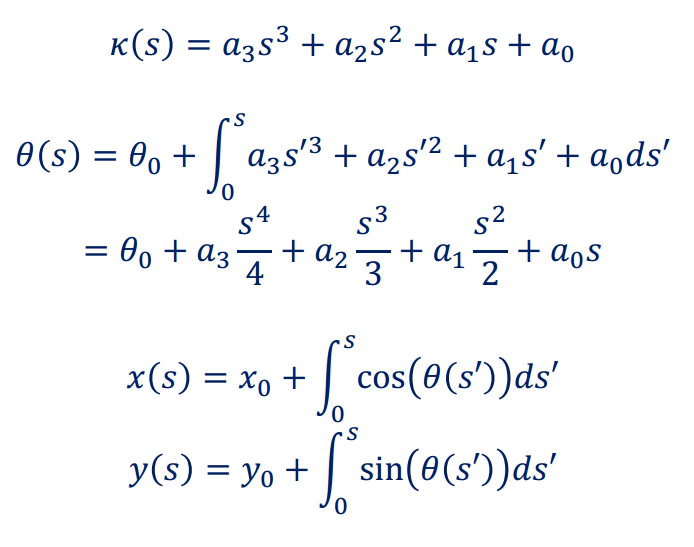 κ(s) = a₃s³ + a₂s² + a₁s + a₀
θ(s) = θ₀ + ∫₀ˢ a₃s′³ + a₂s′² + a₁s′ + a₀ds′
= θ₀ + a₃ s⁴/4 + a₂ s³/3 + a₁ s²/2 + a₀s
x(s) = x₀ + ∫₀ˢ cos(θ(s′))ds′
y(s) = y₀ + ∫₀ˢ sin(θ(s′))ds′